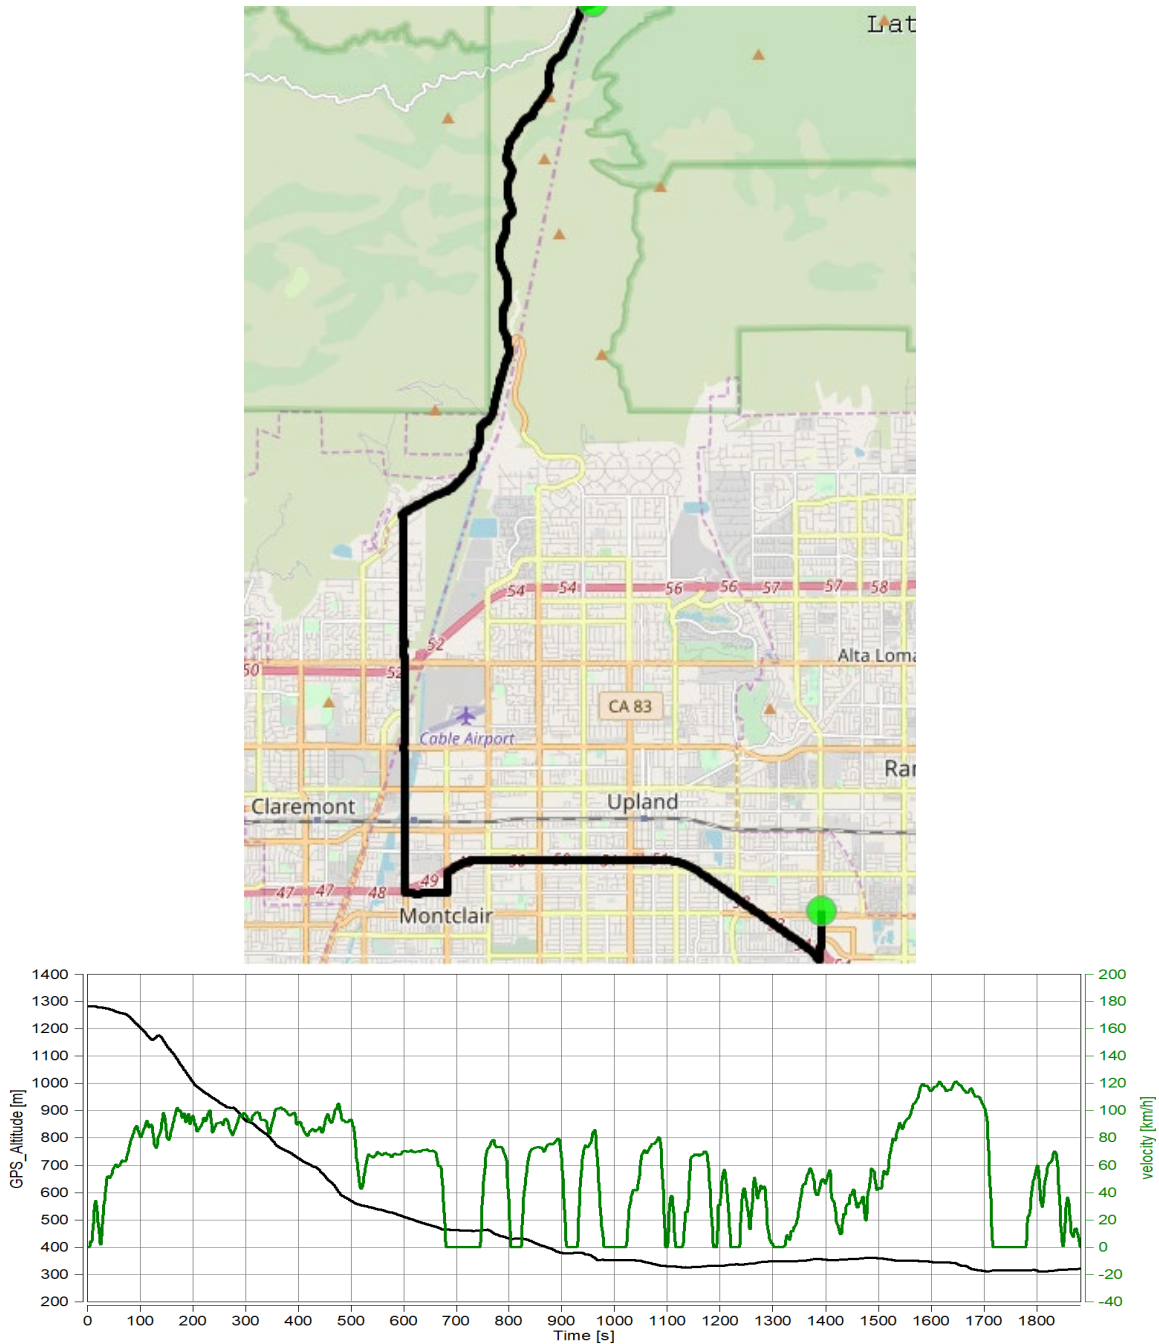 Lat
54 54 56 56 57 57 58
52
Alta Loma
50 52
CA 83
Cable Airport
Ran
Claremont Upland
49
47 47 48
Montclair
1400 200
1300 180
1200 160
1100 140
1000 120
900 100
800 80
700 60
600 40
500 20
400 0
300 -20
200 -40
GPS_Altitude [m]
velocity [km/h]
0 100 200 300 400 500 600 700 800 900 1000 1100 1200 1300 1400 1500 1600 1700 1800
Time [s]